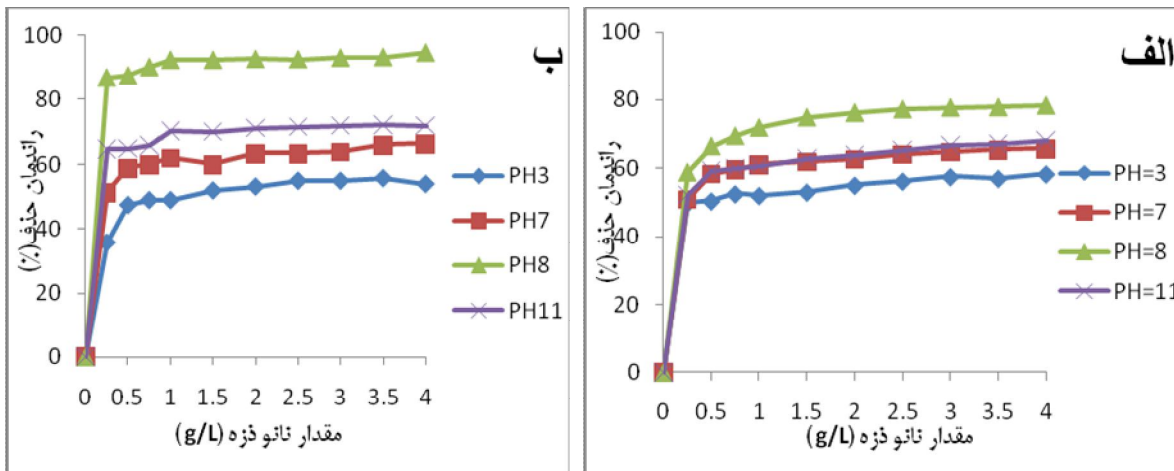 ب
راندمان حذف(٪)
100
80
60
40
20
0
0 0.5 1 1.5 2 2.5 3 3.5 4
مقدار نانو ذزه (g/L)
PH3
PH7
PH8
PH11
الف
راندمان حذف(٪)
100
80
60
40
20
0
0 0.5 1 1.5 2 2.5 3 3.5 4
مقدار نانو ذزه (g/L)
PH=3
PH=7
PH=8
PH=11